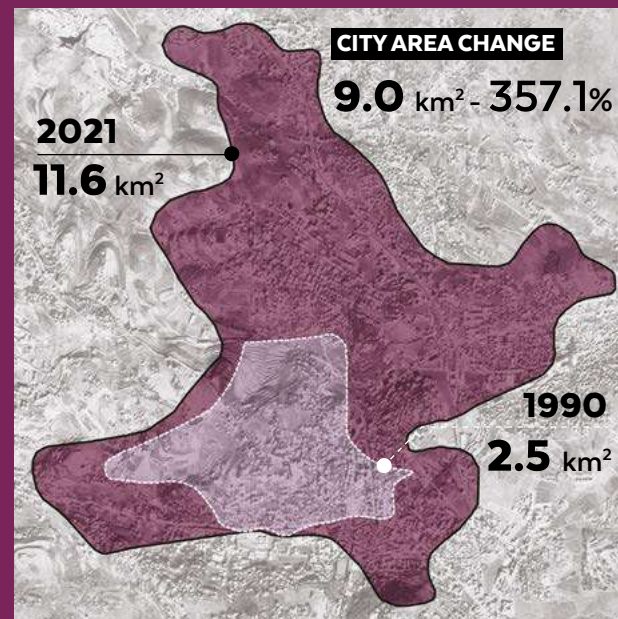 CITY AREA CHANGE
9.0 km² - 357.1%
2021
11.6 km²
1990
2.5 km²